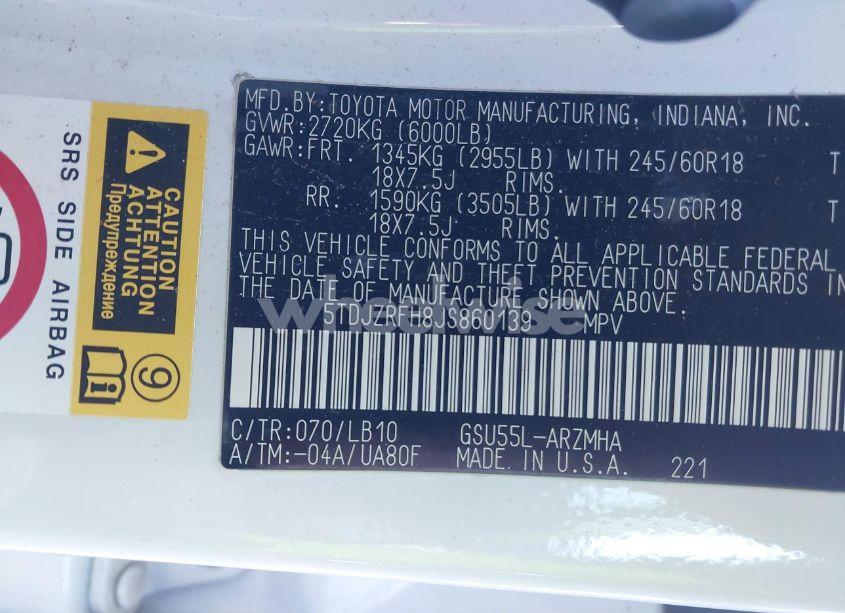 MFD.BY:TOYOTA MOTOR MANUFACTURING, INDIANA, INC.
GVWR:2720KG (6000LB)
GAWR:FRT. 1345KG (2955LB) WITH 245/60R18 T
18X7.5J RIMS.
RR. 1590KG (3505LB) WITH 245/60R18 T
18X7.5J RIMS.
THIS VEHICLE CONFORMS TO ALL APPLICABLE FEDERAL
VEHICLE SAFETY AND THEFT PREVENTION STANDARDS IN
THE DATE OF MANUFACTURE SHOWN ABOVE.
5TDJZRFH8JS860139 MPV
wheelwise
C/TR:070/LB10 GSU55L-ARZMHA
A/TM:-04A/UA80F MADE IN U.S.A. 221
SRS SIDE AIRBAG
CAUTION
ATTENTION
ACHTUNG
Предупреждение
9